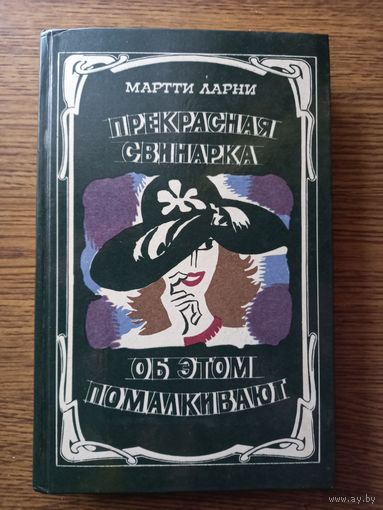 МАРТТИ ЛАРНИ
ПРЕКРАСНАЯ
СВИНАРКА
ОБ ЭТОМ
ПОМАЛКИВАЮТ
www.ay.by